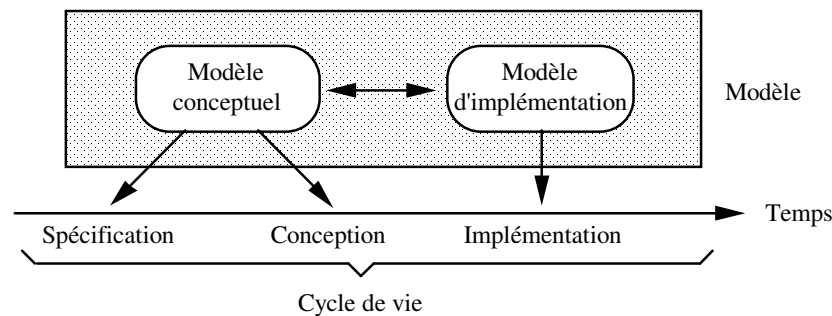 Modèle
conceptuel
Modèle
d'implémentation
Modèle
Temps
Spécification
Conception
Implémentation
Cycle de vie